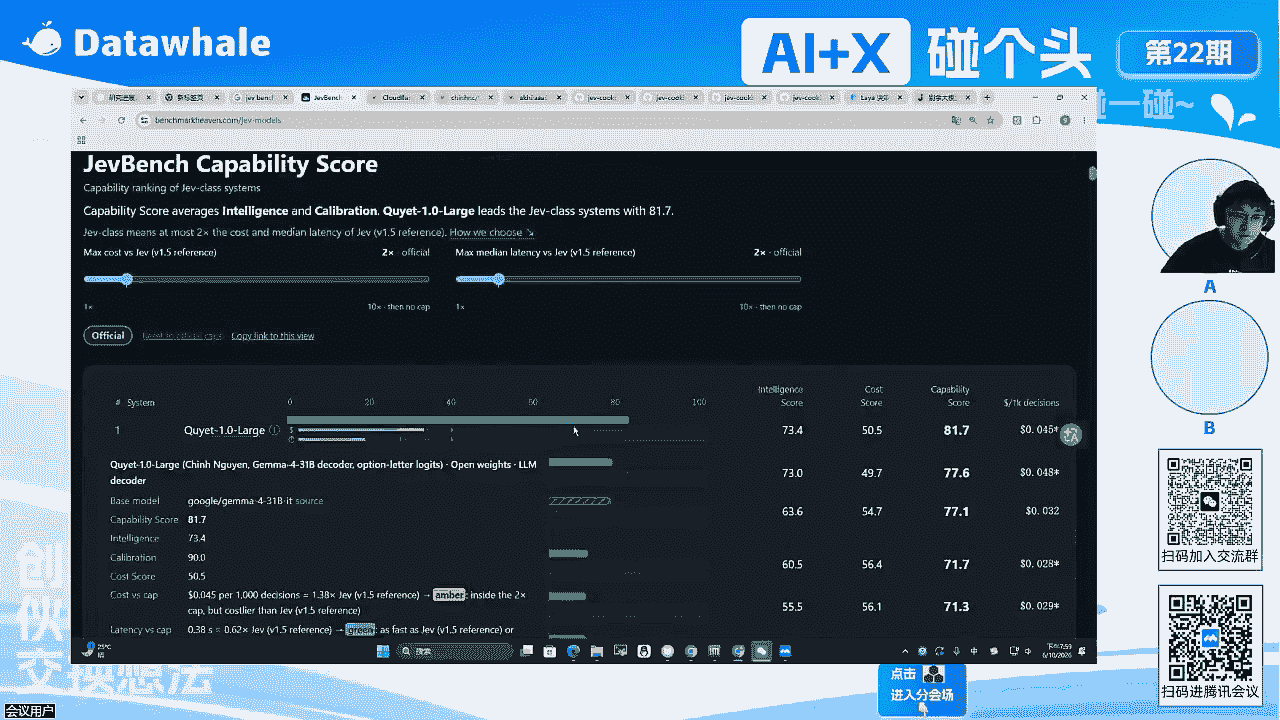 Datawhale
AI+X 碰个头
第22期
碰一碰~
benchmarkheaven.com/jev-models
JevBench Capability Score
Capability ranking of Jev-class systems
Capability Score averages Intelligence and Calibration. Quyet-1.0-Large leads the Jev-class systems with 81.7.
Jev-class means at most 2× the cost and median latency of Jev (v1.5 reference). How we choose ↘
Max cost vs Jev (v1.5 reference) 2× · official
Max median latency vs Jev (v1.5 reference) 2× · official
1× 10× · then no cap
1× 10× · then no cap
Official Copy link to this view
# System 0 20 40 60 80 100 Intelligence Score Cost Score Capability Score $/1k decisions
1 Quyet-1.0-Large 73.4 50.5 81.7 $0.045*
Quyet-1.0-Large (Chinh Nguyen, Gemma-4-31B decoder, option-letter logits) · Open weights · LLM
decoder
73.0 49.7 77.6 $0.048*
Base model google/gemma-4-31B-it source
63.6 54.7 77.1 $0.032
Capability Score 81.7
Intelligence 73.4
Calibration 90.0
60.5 56.4 71.7 $0.028*
Cost Score 50.5
Cost vs cap $0.045 per 1,000 decisions = 1.38× Jev (v1.5 reference) → amber: inside the 2×
cap, but costlier than Jev (v1.5 reference)
55.5 56.1 71.3 $0.029*
Latency vs cap 0.38 s = 0.62× Jev (v1.5 reference) → green: as fast as Jev (v1.5 reference) or
25°C
6/10/2026
A
B
扫码加入交流群
扫码进腾讯会议
点击
进入分会场
创
伙
交换想法
会议用户